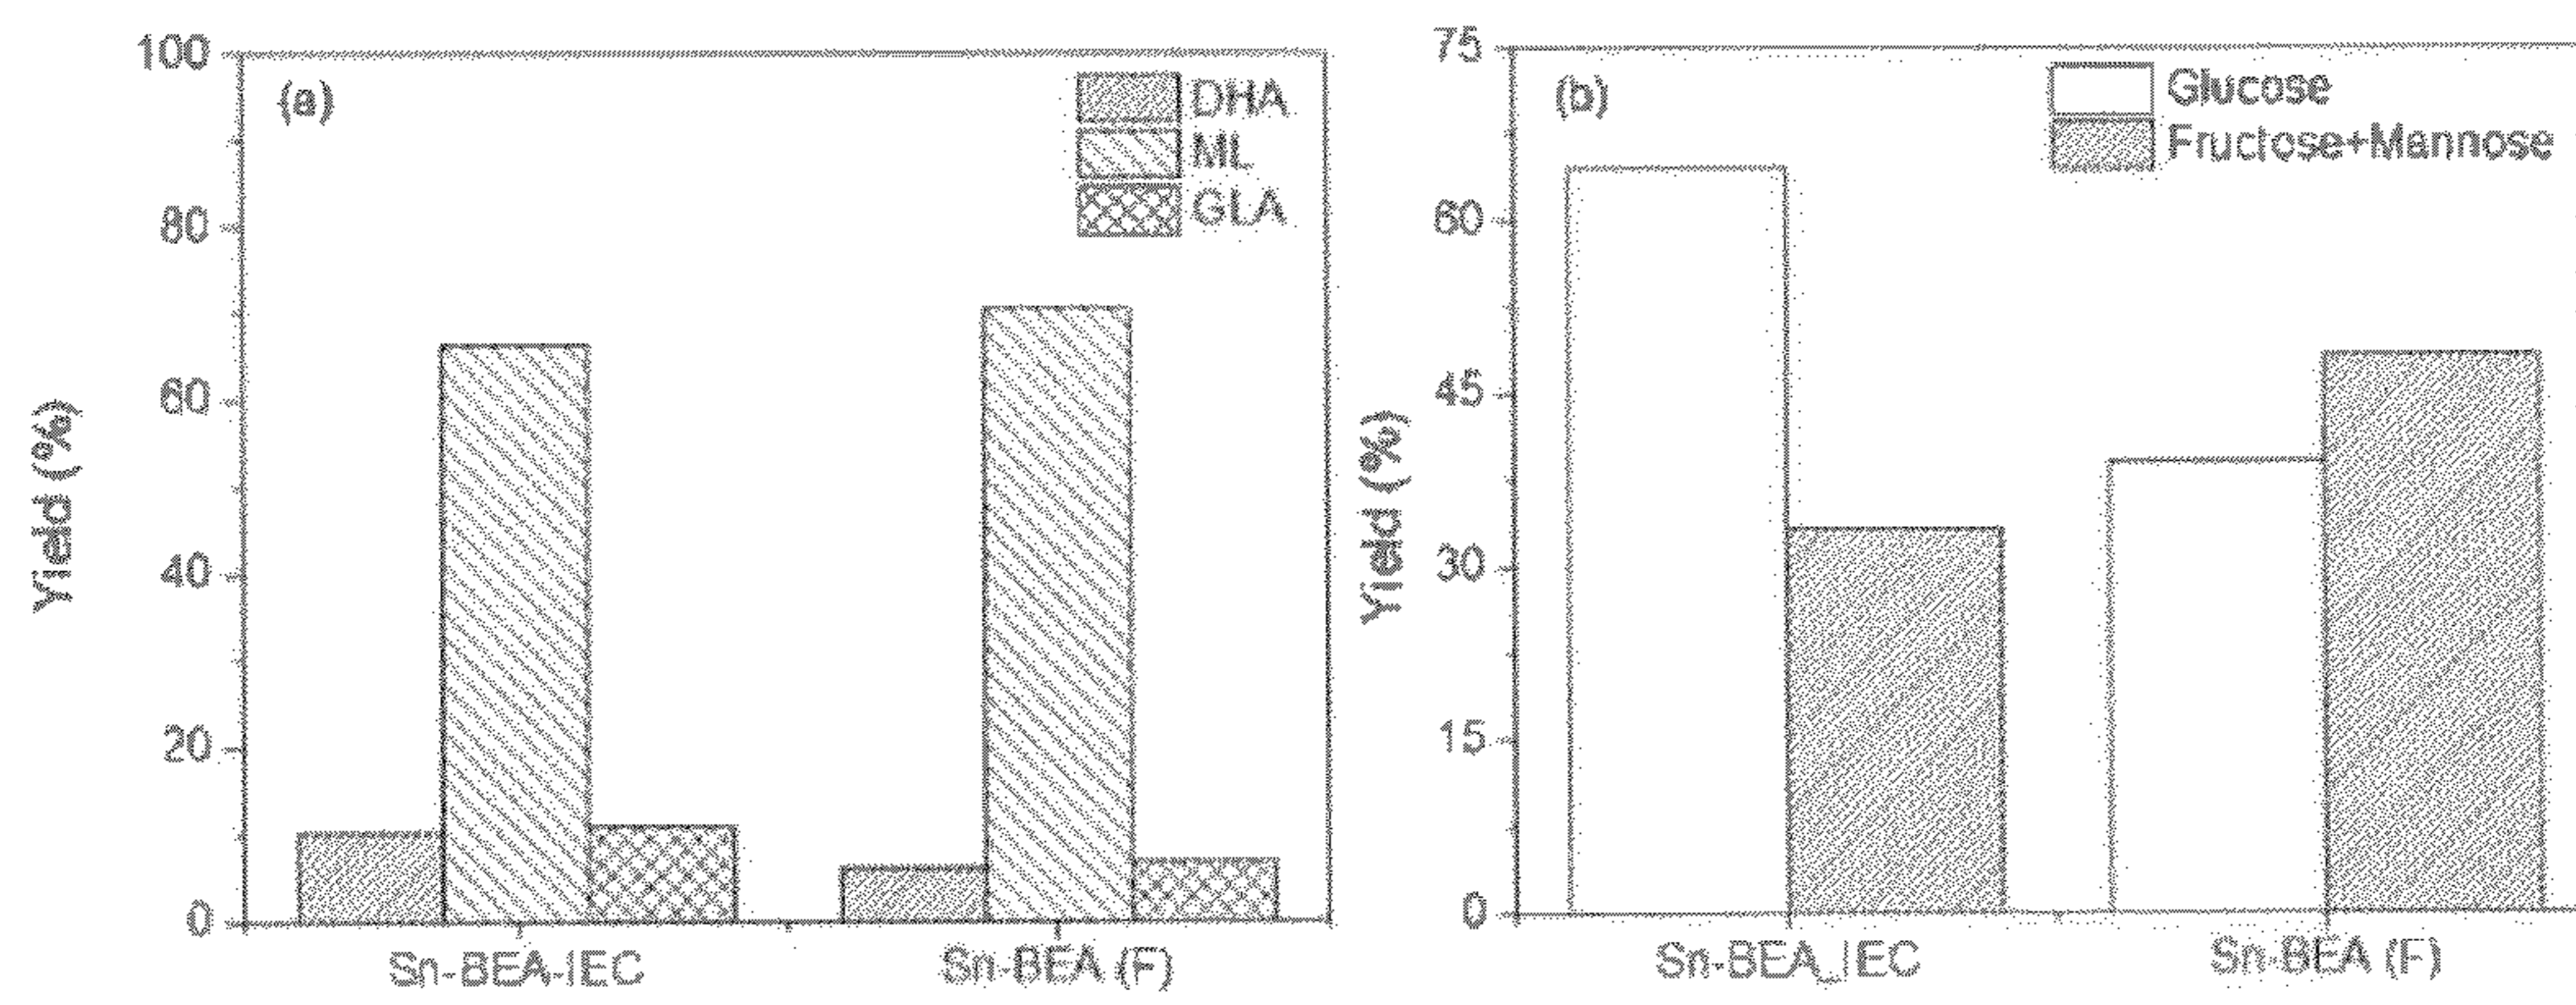 (a)
DHA
ML
GLA
100
80
60
40
20
0
Yield (%)
Sn-BEA-IEC
Sn-BEA (F)
(b)
Glucose
Fructose+Mannose
75
60
45
30
15
0
Yield (%)
Sn-BEA_IEC
Sn-BEA (F)